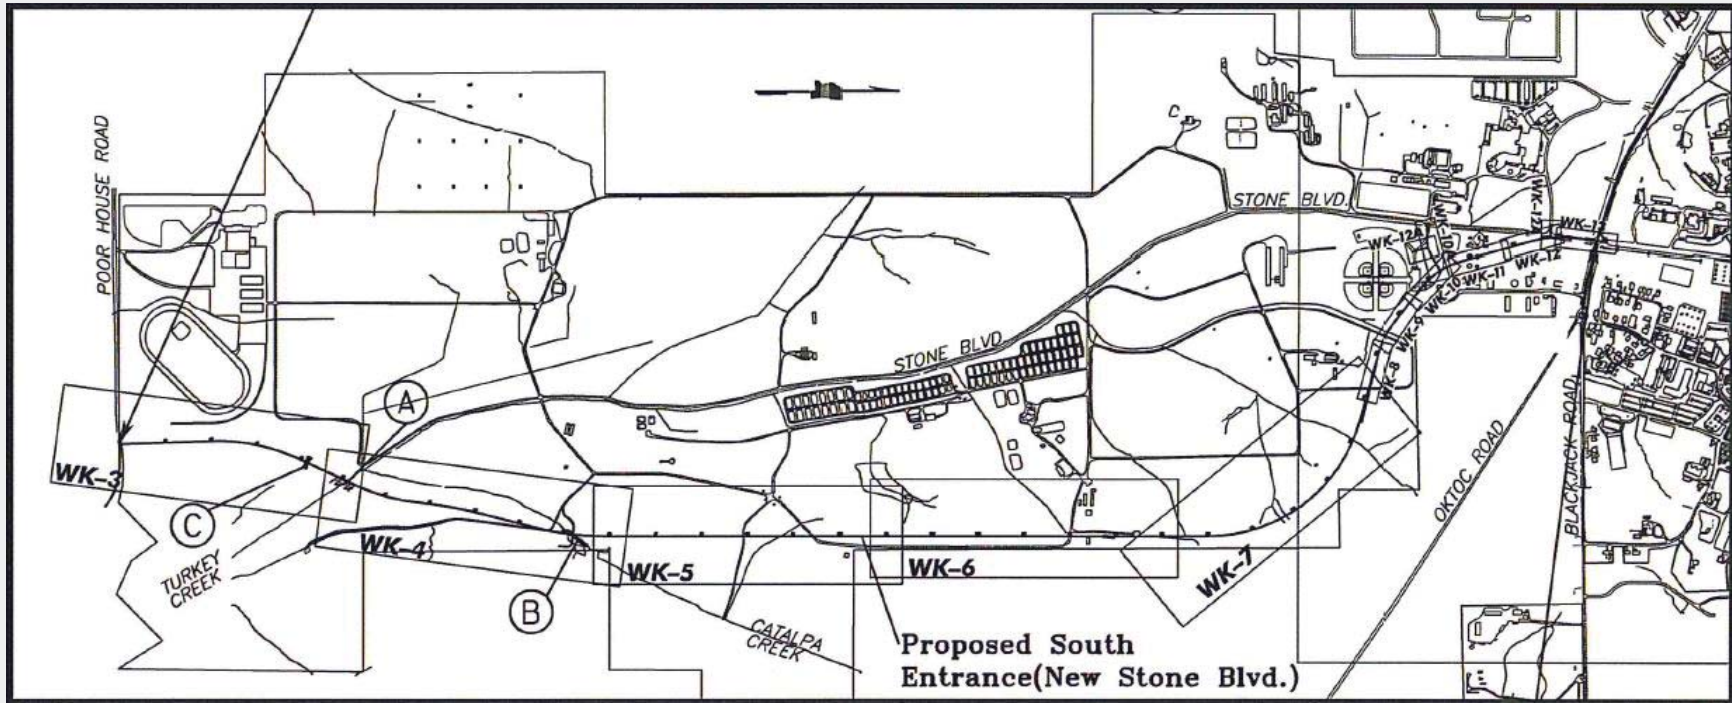 POOR HOUSE ROAD
C
STONE BLVD.
WK-12A
WK-12A
WK-13
WK-10
WK-12
WK-11
WK-10
WK-9
WK-8
STONE BLVD
A
WK-3
C
WK-4
WK-5
WK-6
WK-7
OKTOC ROAD
BLACKJACK ROAD
TURKEY
CREEK
B
CATALPA
CREEK
Proposed South
Entrance(New Stone Blvd.)